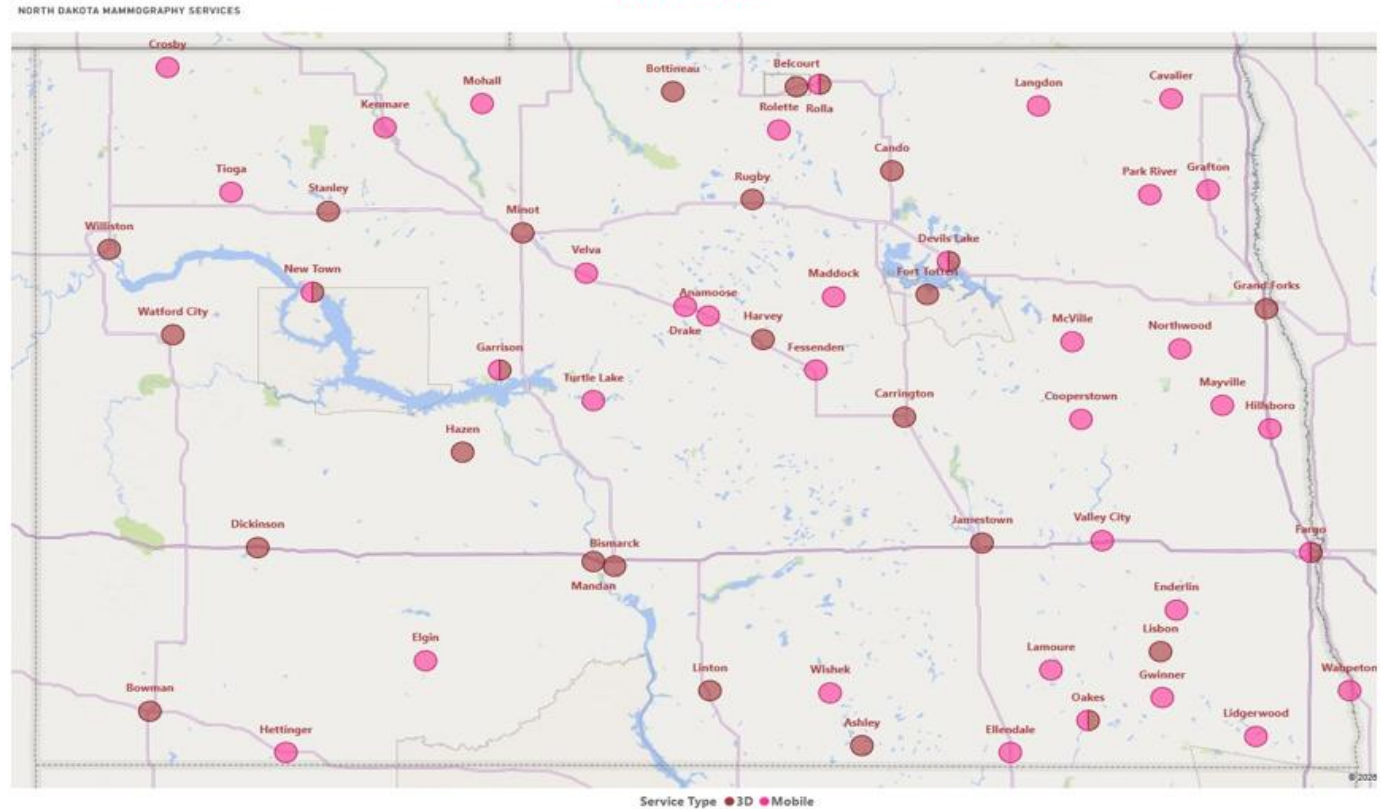 NORTH DAKOTA MAMMOGRAPHY SERVICES
Crosby
Mohall
Kenmare
Bottineau
Belcourt
Rolette
Rolla
Langdon
Cavalier
Tioga
Stanley
Cando
Rugby
Park River
Grafton
Williston
Minot
Velva
Devils Lake
New Town
Maddock
Fort Totten
Grand Forks
Watford City
Anamoose
Drake
Harvey
McVille
Northwood
Garrison
Fessenden
Turtle Lake
Carrington
Cooperstown
Mayville
Hillsboro
Hazen
Dickinson
Jamestown
Valley City
Fargo
Bismarck
Mandan
Enderlin
Elgin
Lisbon
Linton
Wishek
Lamoure
Gwinner
Wahpeton
Bowman
Oakes
Hettinger
Ashley
Ellendale
Lidgerwood
© 2026
Service Type 3D Mobile